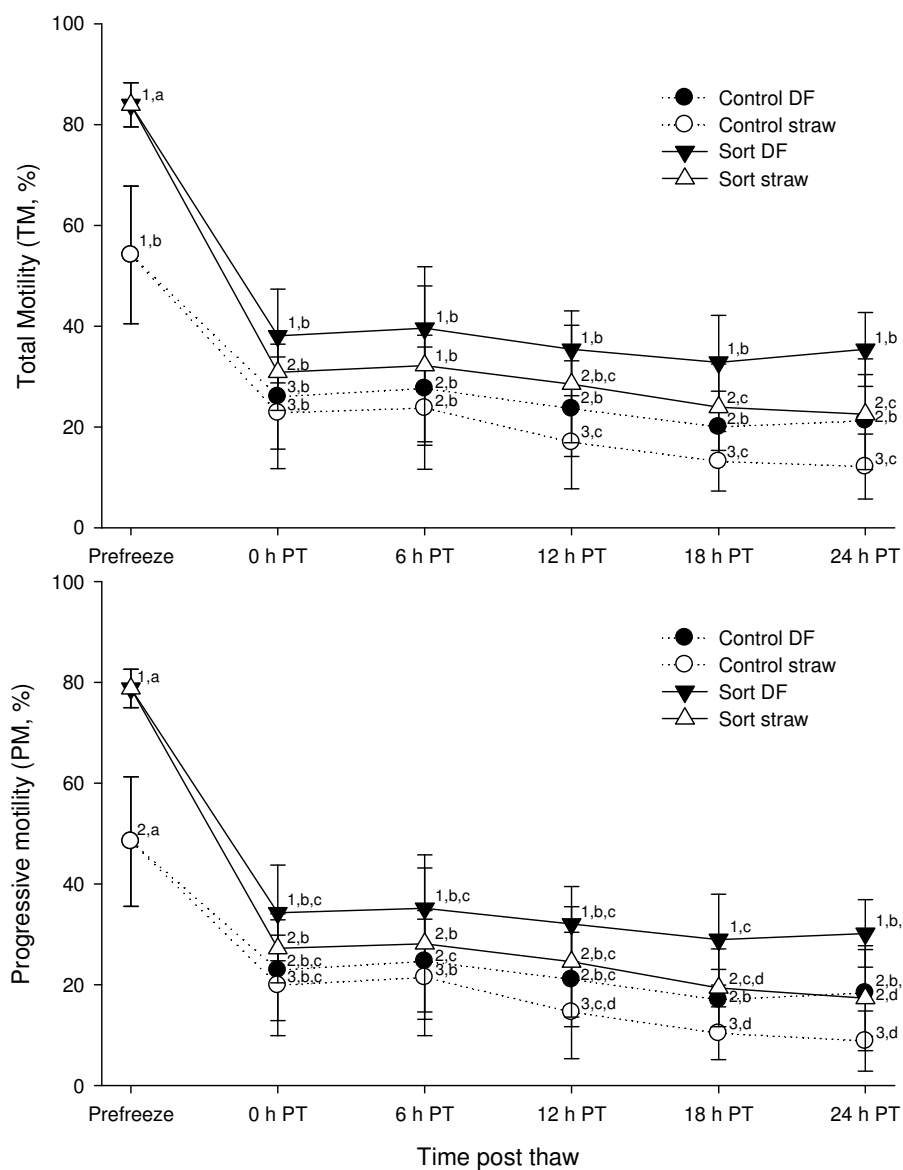 100
80
60
40
20
0
Total Motility (TM, %)
Control DF
Control straw
Sort DF
Sort straw
1,a
1,b
1,b
2,b
3,b
3,b
1,b
1,b
2,b
2,b
1,b
2,b,c
2,b
3,c
1,b
2,c
2,b
3,c
1,b
2,c
2,b
3,c
Prefreeze
0 h PT
6 h PT
12 h PT
18 h PT
24 h PT
100
80
60
40
20
0
Progressive motility (PM, %)
Control DF
Control straw
Sort DF
Sort straw
1,a
2,a
1,b,c
2,b
2,b,c
3,b,c
1,b,c
2,b
2,c
3,b
1,b,c
2,b,c
2,b,c
3,c,d
1,c
2,c,d
2,b
3,d
1,b,
2,b,
2,d
3,d
Prefreeze
0 h PT
6 h PT
12 h PT
18 h PT
24 h PT
Time post thaw